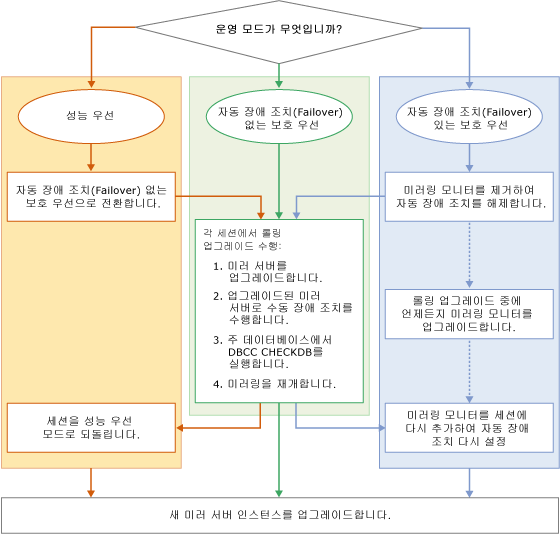 운영 모드가 무엇입니까?
성능 우선
자동 장애 조치(Failover)
없는 보호 우선
자동 장애 조치(Failover)
있는 보호 우선
자동 장애 조치(Failover) 없는
보호 우선으로 전환합니다.
미러링 모니터를 제거하여
자동 장애 조치를 해제합니다.
각 세션에서 롤링
업그레이드 수행:
1. 미러 서버를
업그레이드합니다.
2. 업그레이드된 미러
서버로 수동 장애 조치를
수행합니다.
3. 주 데이터베이스에서
DBCC CHECKDB를
실행합니다.
4. 미러링을 재개합니다.
롤링 업그레이드 중에
언제든지 미러링 모니터를
업그레이드합니다.
세션을 성능 우선
모드로 되돌립니다.
미러링 모니터를 세션에
다시 추가하여 자동 장애
조치 다시 설정
새 미러 서버 인스턴스를 업그레이드합니다.